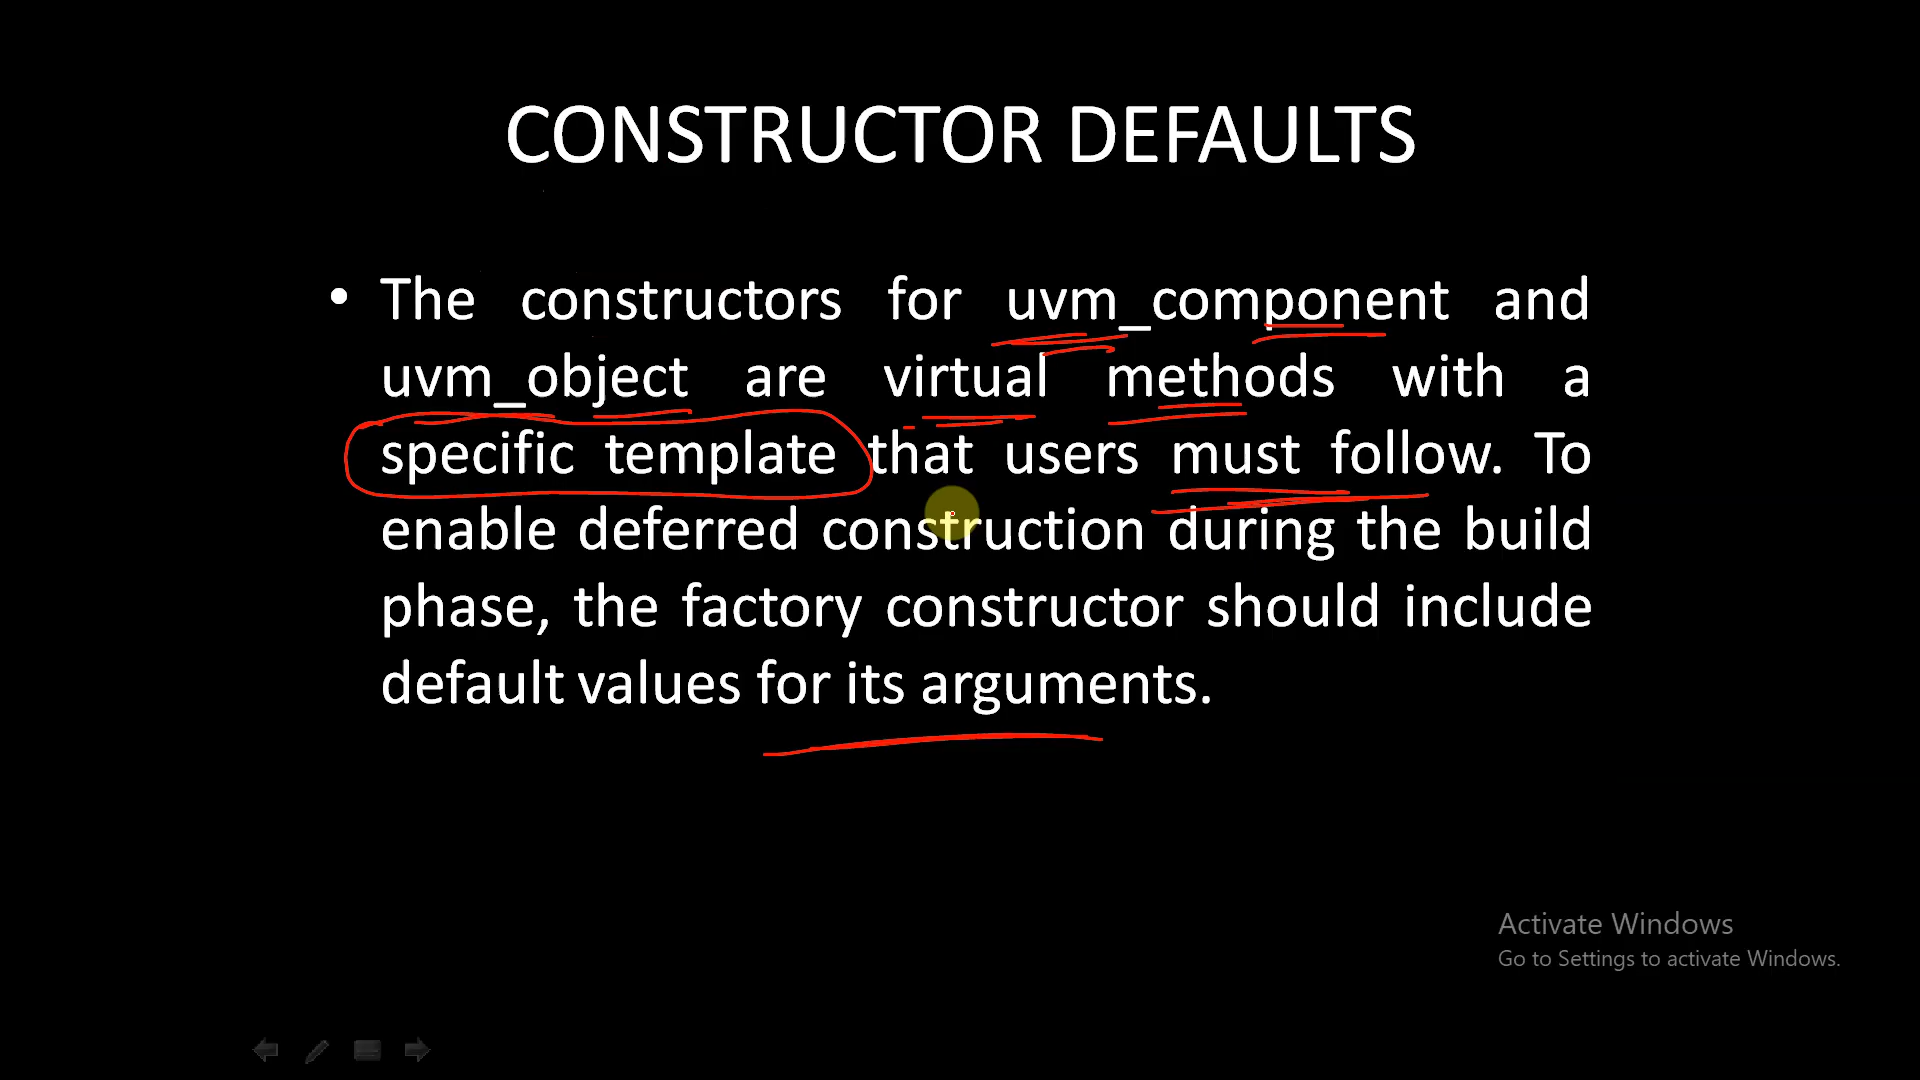 CONSTRUCTOR DEFAULTS
• The constructors for uvm_component and
uvm_object are virtual methods with a
specific template that users must follow. To
enable deferred construction during the build
phase, the factory constructor should include
default values for its arguments.
Activate Windows
Go to Settings to activate Windows.